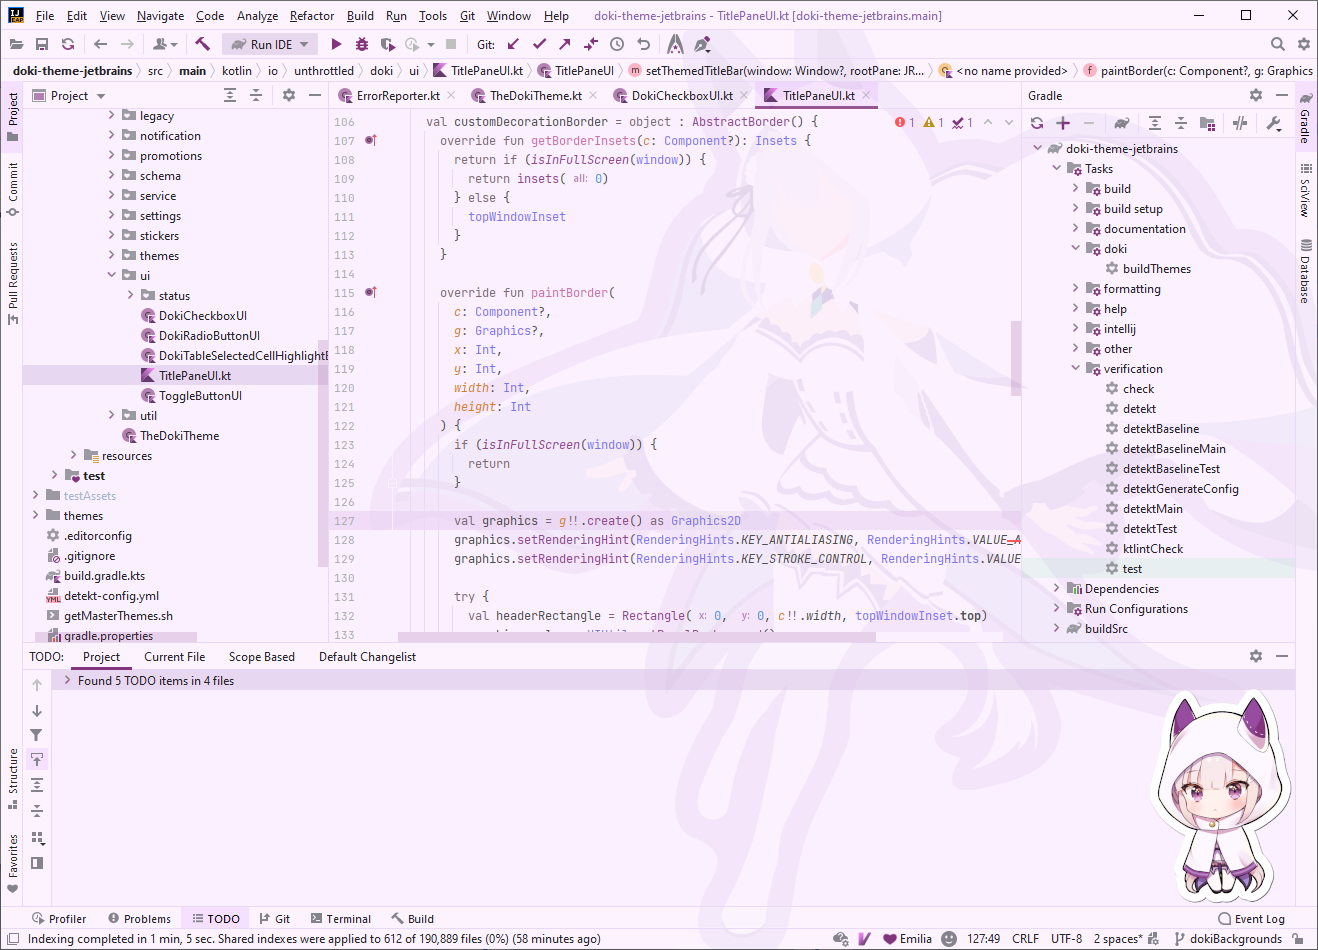 File Edit View Navigate Code Analyze Refactor Build Run Tools Git Window Help doki-theme-jetbrains - TitlePaneUI.kt [doki-theme-jetbrains.main]
Run IDE Git:
doki-theme-jetbrains src main kotlin io unthrottled doki ui TitlePaneUI.kt TitlePaneUI setThemedTitleBar(window: Window?, rootPane: JR... <no name provided> paintBorder(c: Component?, g: Graphics
Project
Commit
Pull Requests
Structure
Favorites
Project
legacy
notification
promotions
schema
service
settings
stickers
themes
ui
status
DokiCheckboxUI
DokiRadioButtonUI
DokiTableSelectedCellHighlight
TitlePaneUI.kt
ToggleButtonUI
util
TheDokiTheme
resources
test
testAssets
themes
.editorconfig
.gitignore
build.gradle.kts
detekt-config.yml
getMasterThemes.sh
gradle.properties
ErrorReporter.kt TheDokiTheme.kt DokiCheckboxUI.kt TitlePaneUI.kt
1 1 1
106 val customDecorationBorder = object : AbstractBorder() {
107 override fun getBorderInsets(c: Component?): Insets {
108 return if (isInFullScreen(window)) {
109 return insets( all: 0)
110 } else {
111 topWindowInset
112 }
113 }
114
115 override fun paintBorder(
116 c: Component?,
117 g: Graphics?,
118 x: Int,
119 y: Int,
120 width: Int,
121 height: Int
122 ) {
123 if (isInFullScreen(window)) {
124 return
125 }
126
127 val graphics = g!!.create() as Graphics2D
128 graphics.setRenderingHint(RenderingHints.KEY_ANTIALIASING, RenderingHints.VALUE_A
129 graphics.setRenderingHint(RenderingHints.KEY_STROKE_CONTROL, RenderingHints.VALUE
130
131 try {
132 val headerRectangle = Rectangle( x: 0, y: 0, c!!.width, topWindowInset.top)
133
Gradle
doki-theme-jetbrains
Tasks
build
build setup
documentation
doki
buildThemes
formatting
help
intellij
other
verification
check
detekt
detektBaseline
detektBaselineMain
detektBaselineTest
detektGenerateConfig
detektMain
detektTest
ktlintCheck
test
Dependencies
Run Configurations
buildSrc
Gradle
SciView
Database
TODO: Project Current File Scope Based Default Changelist
Found 5 TODO items in 4 files
Profiler Problems TODO Git Terminal Build Event Log
Indexing completed in 1 min, 5 sec. Shared indexes were applied to 612 of 190,889 files (0%) (58 minutes ago) Emilia 127:49 CRLF UTF-8 2 spaces* dokiBackgrounds